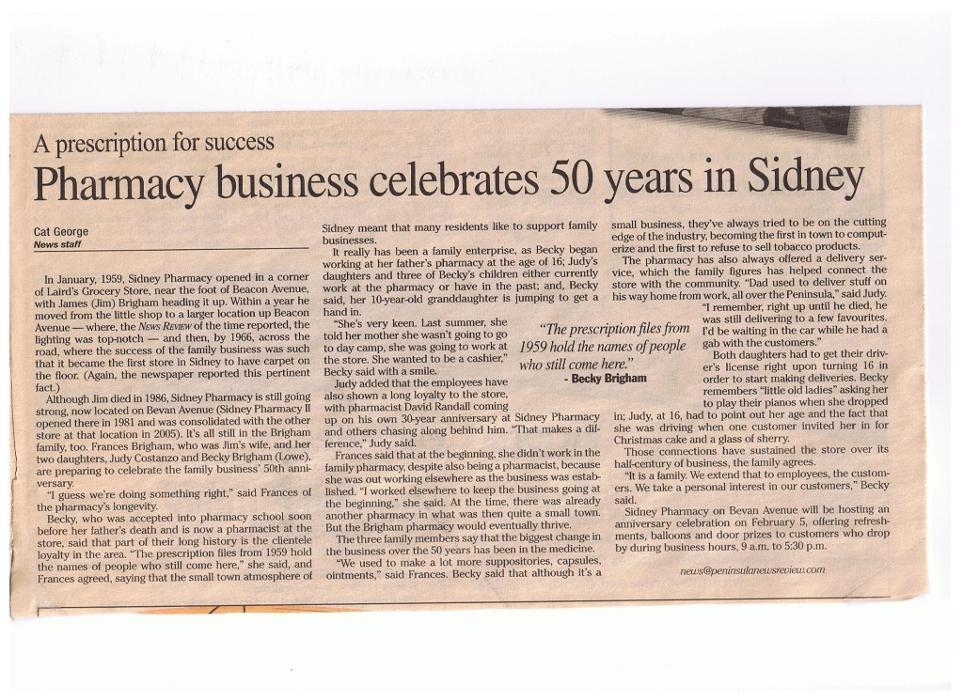 A prescription for success
Pharmacy business celebrates 50 years in Sidney
Cat George
News staff
In January, 1959, Sidney Pharmacy opened in a corner
of Laird's Grocery Store, near the foot of Beacon Avenue,
with James (Jim) Brigham heading it up. Within a year he
moved from the little shop to a larger location up Beacon
Avenue — where, the News Review of the time reported, the
lighting was top-notch — and then, by 1966, across the
road, where the success of the family business was such
that it became the first store in Sidney to have carpet on
the floor. (Again, the newspaper reported this pertinent
fact.)
Although Jim died in 1986, Sidney Pharmacy is still going
strong, now located on Bevan Avenue (Sidney Pharmacy II
opened there in 1981 and was consolidated with the other
store at that location in 2005). It's all still in the Brigham
family, too. Frances Brigham, who was Jim's wife, and her
two daughters, Judy Costanzo and Becky Brigham (Lowe),
are preparing to celebrate the family business' 50th anni-
versary.
"I guess we're doing something right," said Frances of
the pharmacy's longevity.
Becky, who was accepted into pharmacy school soon
before her father's death and is now a pharmacist at the
store, said that part of their long history is the clientele
loyalty in the area. "The prescription files from 1959 hold
the names of people who still come here," she said, and
Frances agreed, saying that the small town atmosphere of
Sidney meant that many residents like to support family
businesses.
It really has been a family enterprise, as Becky began
working at her father's pharmacy at the age of 16; Judy's
daughters and three of Becky's children either currently
work at the pharmacy or have in the past; and, Becky
said, her 10-year-old granddaughter is jumping to get a
hand in.
"She's very keen. Last summer, she
told her mother she wasn't going to go
to day camp, she was going to work at
the store. She wanted to be a cashier,"
Becky said with a smile.
Judy added that the employees have
also shown a long loyalty to the store,
with pharmacist David Randall coming
up on his own 30-year anniversary at Sidney Pharmacy
and others chasing along behind him. "That makes a dif-
ference," Judy said.
Frances said that at the beginning, she didn't work in the
family pharmacy, despite also being a pharmacist, because
she was out working elsewhere as the business was estab-
lished. "I worked elsewhere to keep the business going at
the beginning," she said. At the time, there was already
another pharmacy in what was then quite a small town.
But the Brigham pharmacy would eventually thrive.
The three family members say that the biggest change in
the business over the 50 years has been in the medicine.
"We used to make a lot more suppositories, capsules,
ointments," said Frances. Becky said that although it's a
"The prescription files from
1959 hold the names of people
who still come here."
- Becky Brigham
small business, they've always tried to be on the cutting
edge of the industry, becoming the first in town to comput-
erize and the first to refuse to sell tobacco products.
The pharmacy has also always offered a delivery ser-
vice, which the family figures has helped connect the
store with the community. "Dad used to deliver stuff on
his way home from work, all over the Peninsula," said Judy.
"I remember, right up until he died, he
was still delivering to a few favourites.
I'd be waiting in the car while he had a
gab with the customers."
Both daughters had to get their driv-
er's license right upon turning 16 in
order to start making deliveries. Becky
remembers "little old ladies" asking her
to play their pianos when she dropped
in; Judy, at 16, had to point out her age and the fact that
she was driving when one customer invited her in for
Christmas cake and a glass of sherry.
Those connections have sustained the store over its
half-century of business, the family agrees.
"It is a family. We extend that to employees, the custom-
ers. We take a personal interest in our customers," Becky
said.
Sidney Pharmacy on Bevan Avenue will be hosting an
anniversary celebration on February 5, offering refresh-
ments, balloons and door prizes to customers who drop
by during business hours, 9 a.m. to 5:30 p.m.
news@peninsulanewsreview.com